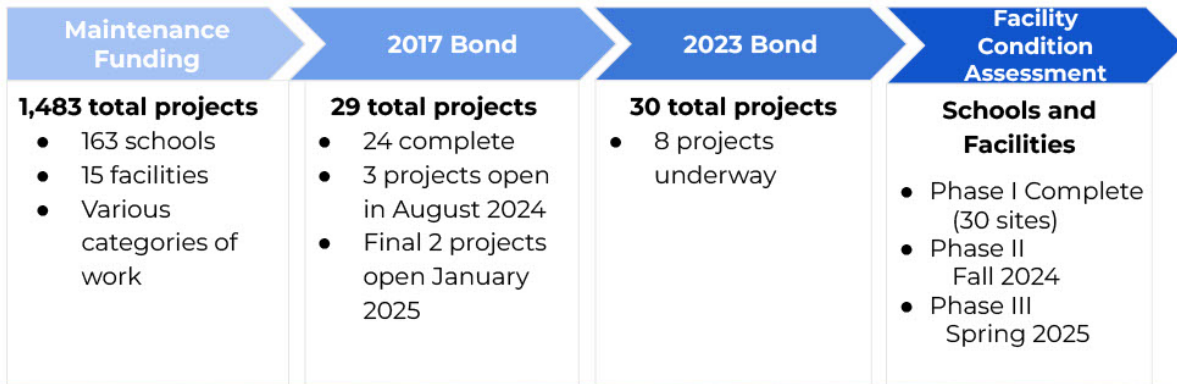 Maintenance
Funding
1,483 total projects
● 163 schools
● 15 facilities
● Various
categories of
work
2017 Bond
29 total projects
● 24 complete
● 3 projects open
in August 2024
● Final 2 projects
open January
2025
2023 Bond
30 total projects
● 8 projects
underway
Facility
Condition
Assessment
Schools and
Facilities
● Phase I Complete
(30 sites)
● Phase II
Fall 2024
● Phase III
Spring 2025